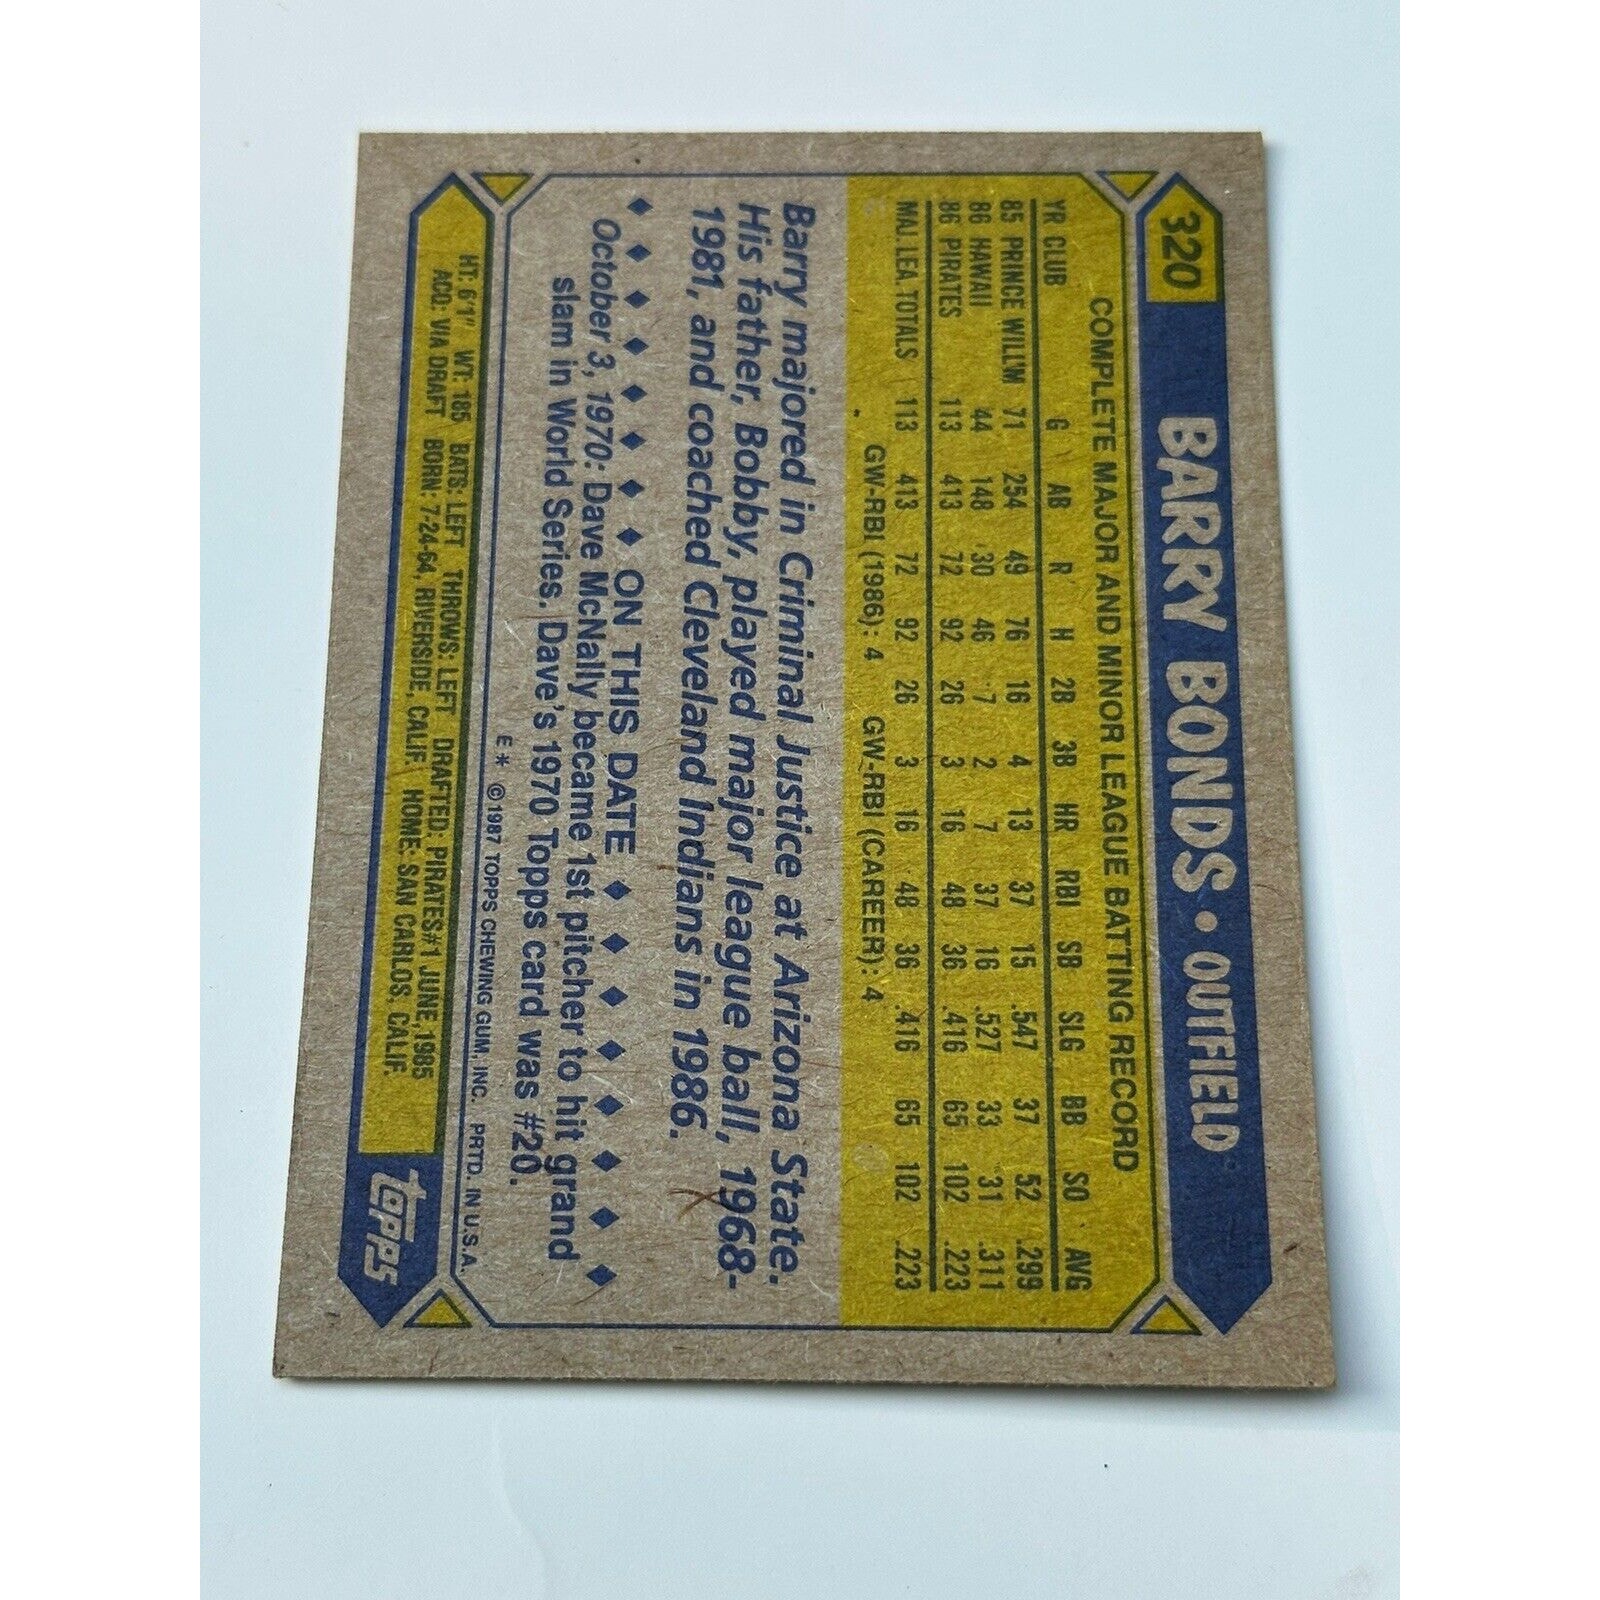 320 BARRY BONDS • OUTFIELD
COMPLETE MAJOR AND MINOR LEAGUE BATTING RECORD
YR CLUB G AB R H 2B 3B HR RBI SB SLG BB SO AVG
85 PRINCE WILL'M 71 254 49 76 16 4 13 37 15 .547 37 52 .299
86 HAWAII 44 148 30 46 7 2 7 37 16 .527 33 31 .311
86 PIRATES 113 413 72 92 26 3 16 48 36 .416 65 102 .223
MAJ. LEA. TOTALS 113 413 72 92 26 3 16 48 36 .416 65 102 .223
GW-RBI (1986): 4 GW-RBI (CAREER): 4
Barry majored in Criminal Justice at Arizona State.
His father, Bobby, played major league ball, 1968-
1981, and coached Cleveland Indians in 1986.
ON THIS DATE
October 3, 1970: Dave McNally became 1st pitcher to hit grand
slam in World Series. Dave's 1970 Topps card was #20.
E* ©1987 TOPPS CHEWING GUM, INC. PRTD. IN U.S.A.
HT: 6'1" WT: 185 BATS: LEFT THROWS: LEFT DRAFTED: PIRATES#1 JUNE, 1985
ACQ: VIA DRAFT BORN: 7-24-64, RIVERSIDE, CALIF. HOME: SAN CARLOS, CALIF.
topps